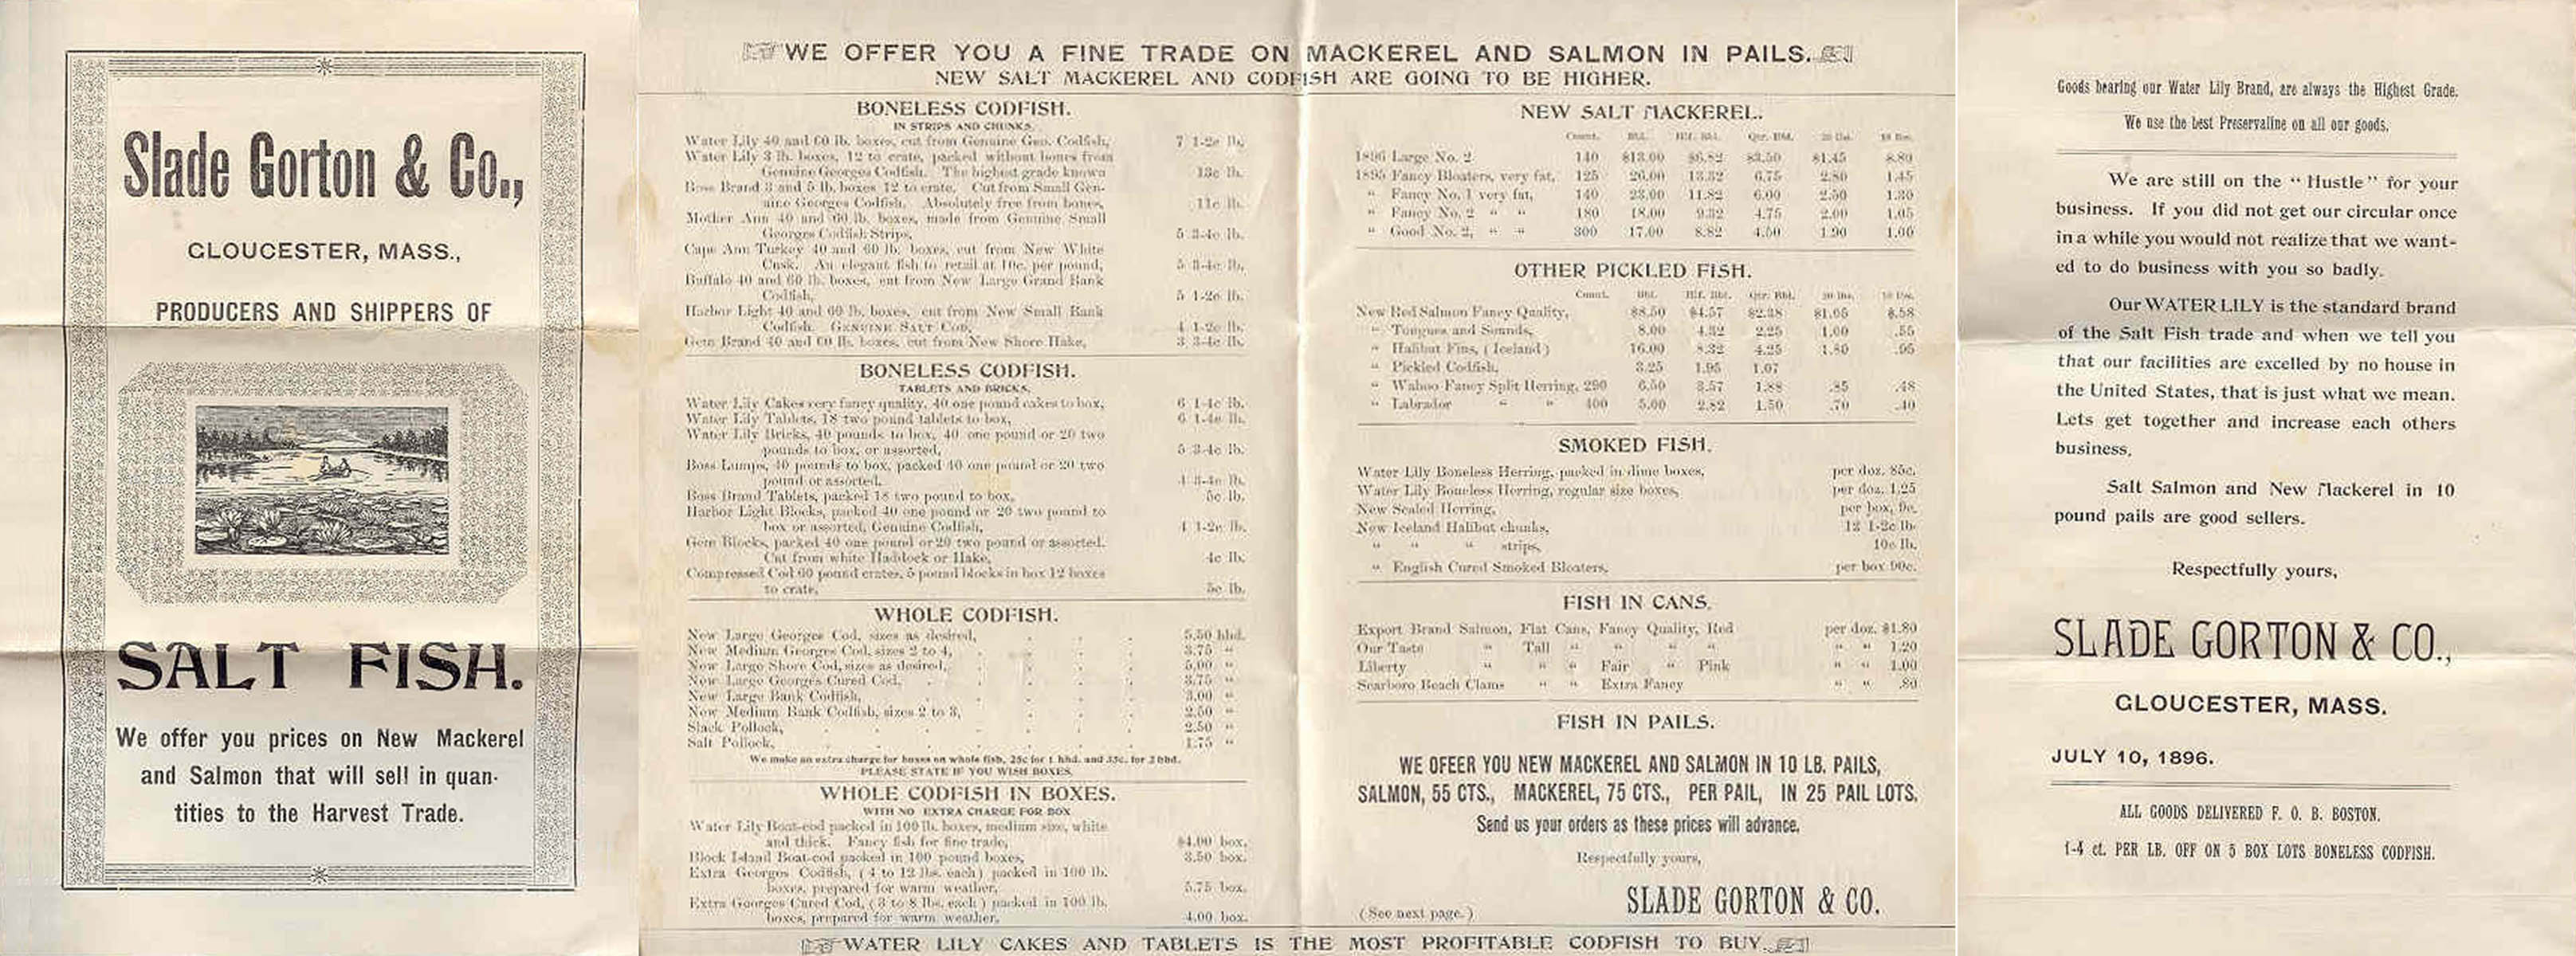 Slade Gorton & Co.,
GLOUCESTER, MASS.,
PRODUCERS AND SHIPPERS OF
SALT FISH.
We offer you prices on New Mackerel
and Salmon that will sell in quan-
tities to the Harvest Trade.
WE OFFER YOU A FINE TRADE ON MACKEREL AND SALMON IN PAILS.
NEW SALT MACKEREL AND CODFISH ARE GOING TO BE HIGHER.
BONELESS CODFISH.
IN STRIPS AND CHUNKS.
Water Lily 40 and 60 lb. boxes, cut from Genuine Geo. Codfish, 7 1-2c lb.
Water Lily 3 lb. boxes, 12 to crate, packed without bones from
Genuine Georges Codfish. The highest grade known 13c lb.
Boss Brand 3 and 5 lb. boxes 12 to crate. Cut from Small Gen-
uine Georges Codfish. Absolutely free from bones, 11c lb.
Mother Ann 40 and 60 lb. boxes, made from Genuine Small
Georges Codfish Strips, 5 3-4c lb.
Cape Ann Turkey 40 and 60 lb. boxes, cut from New White
Cusk. An elegant fish to retail at 10c. per pound, 5 3-4c lb.
Buffalo 40 and 60 lb. boxes, cut from New Large Grand Bank
Codfish, 5 1-2c lb.
Harbor Light 40 and 60 lb. boxes, cut from New Small Bank
Codfish. GENUINE SALT COD, 4 1-2c lb.
Gem Brand 40 and 60 lb. boxes, cut from New Shore Hake, 3 3-4c lb.
BONELESS CODFISH.
TABLETS AND BRICKS.
Water Lily Cakes very fancy quality, 40 one pound cakes to box, 6 1-4c lb.
Water Lily Tablets, 18 two pound tablets to box, 6 1-4c lb.
Water Lily Bricks, 40 pounds to box, 40 one pound or 20 two
pounds to box, or assorted, 5 3-4c lb.
Boss Lumps, 40 pounds to box, packed 40 one pound or 20 two
pound or assorted. 4 3-4c lb.
Boss Brand Tablets, packed 18 two pound to box, 5c lb.
Harbor Light Blocks, packed 40 one pound or 20 two pound to
box or assorted, Genuine Codfish, 4 1-2c lb.
Gem Blocks, packed 40 one pound or 20 two pound or assorted.
Cut from white Haddock or Hake, 4c lb.
Compressed Cod 60 pound crates, 5 pound blocks in box 12 boxes
to crate, 5c lb.
WHOLE CODFISH.
New Large Georges Cod, sizes as desired, 5.50 hhd.
New Medium Georges Cod, sizes 2 to 4, 3.75 "
New Large Shore Cod, sizes as desired, 5.00 "
New Large Georges Cured Cod, 3.75 "
New Large Bank Codfish, 3.00 "
New Medium Bank Codfish, sizes 2 to 3, 2.50 "
Slack Pollock, 2.50 "
Salt Pollock, 1.75 "
We make an extra charge for boxes on whole fish, 25c for 1 hhd. and 35c. for 2 hhd.
PLEASE STATE IF YOU WISH BOXES.
WHOLE CODFISH IN BOXES.
WITH NO EXTRA CHARGE FOR BOX
Water Lily Boat-cod packed in 100 lb. boxes, medium size, white
and thick. Fancy fish for fine trade, $4.00 box.
Block Island Boat-cod packed in 100 pound boxes, 3.50 box.
Extra Georges Codfish, (4 to 12 lbs. each) packed in 100 lb.
boxes, prepared for warm weather, 5.75 box.
Extra Georges Cured Cod, (3 to 8 lbs. each) packed in 100 lb.
boxes, prepared for warm weather, 4.00 box.
NEW SALT MACKEREL.
Count. Bbl. Hlf. Bbl. Qtr. Bbl. 20 lbs. 10 lbs.
1896 Large No. 2 140 $13.00 $6.82 $3.50 $1.45 $.80
1895 Fancy Bloaters, very fat, 125 26.00 13.32 6.75 2.80 1.45
" Fancy No. 1 very fat, 140 23.00 11.82 6.00 2.50 1.30
" Fancy No. 2 " " 180 18.00 9.32 4.75 2.00 1.05
" Good No. 2, " " 300 17.00 8.82 4.50 1.90 1.00
OTHER PICKLED FISH.
Count. Bbl. Hlf. Bbl. Qtr. Bbl. 20 lbs. 10 lbs.
New Red Salmon Fancy Quality, $8.50 $4.57 $2.38 $1.05 $.58
" Tongues and Sounds, 8.00 4.32 2.25 1.00 .55
" Halibut Fins, (Iceland) 16.00 8.32 4.25 1.80 .95
" Pickled Codfish, 3.25 1.95 1.07
" Waboo Fancy Split Herring, 290 6.50 3.57 1.88 .85 .48
" Labrador " " 400 5.00 2.82 1.50 .70 .40
SMOKED FISH.
Water Lily Boneless Herring, packed in dime boxes, per doz. 85c.
Water Lily Boneless Herring, regular size boxes, per doz. 1.25
New Scaled Herring, per box, 9c.
New Iceland Halibut chunks, 12 1-2c lb.
" " " strips, 10c lb.
" English Cured Smoked Bloaters, per box 90c.
FISH IN CANS.
Export Brand Salmon, Flat Cans, Fancy Quality, Red per doz. $1.80
Our Taste " Tall " " " " " " 1.20
Liberty " " " Fair " Pink " " 1.00
Scarboro Beach Clams " " Extra Fancy " " .80
FISH IN PAILS.
WE OFEER YOU NEW MACKEREL AND SALMON IN 10 LB. PAILS,
SALMON, 55 CTS., MACKEREL, 75 CTS., PER PAIL, IN 25 PAIL LOTS.
Send us your orders as these prices will advance.
Respectfully yours,
SLADE GORTON & CO.
(See next page.)
WATER LILY CAKES AND TABLETS IS THE MOST PROFITABLE CODFISH TO BUY.
Goods bearing our Water Lily Brand, are always the Highest Grade.
We use the best Preservaline on all our goods.
We are still on the "Hustle" for your
business. If you did not get our circular once
in a while you would not realize that we want-
ed to do business with you so badly.
Our WATER LILY is the standard brand
of the Salt Fish trade and when we tell you
that our facilities are excelled by no house in
the United States, that is just what we mean.
Lets get together and increase each others
business.
Salt Salmon and New Mackerel in 10
pound pails are good sellers.
Respectfully yours,
SLADE GORTON & CO.,
GLOUCESTER, MASS.
JULY 10, 1896.
ALL GOODS DELIVERED F. O. B. BOSTON.
1-4 ct. PER LB. OFF ON 5 BOX LOTS BONELESS CODFISH.